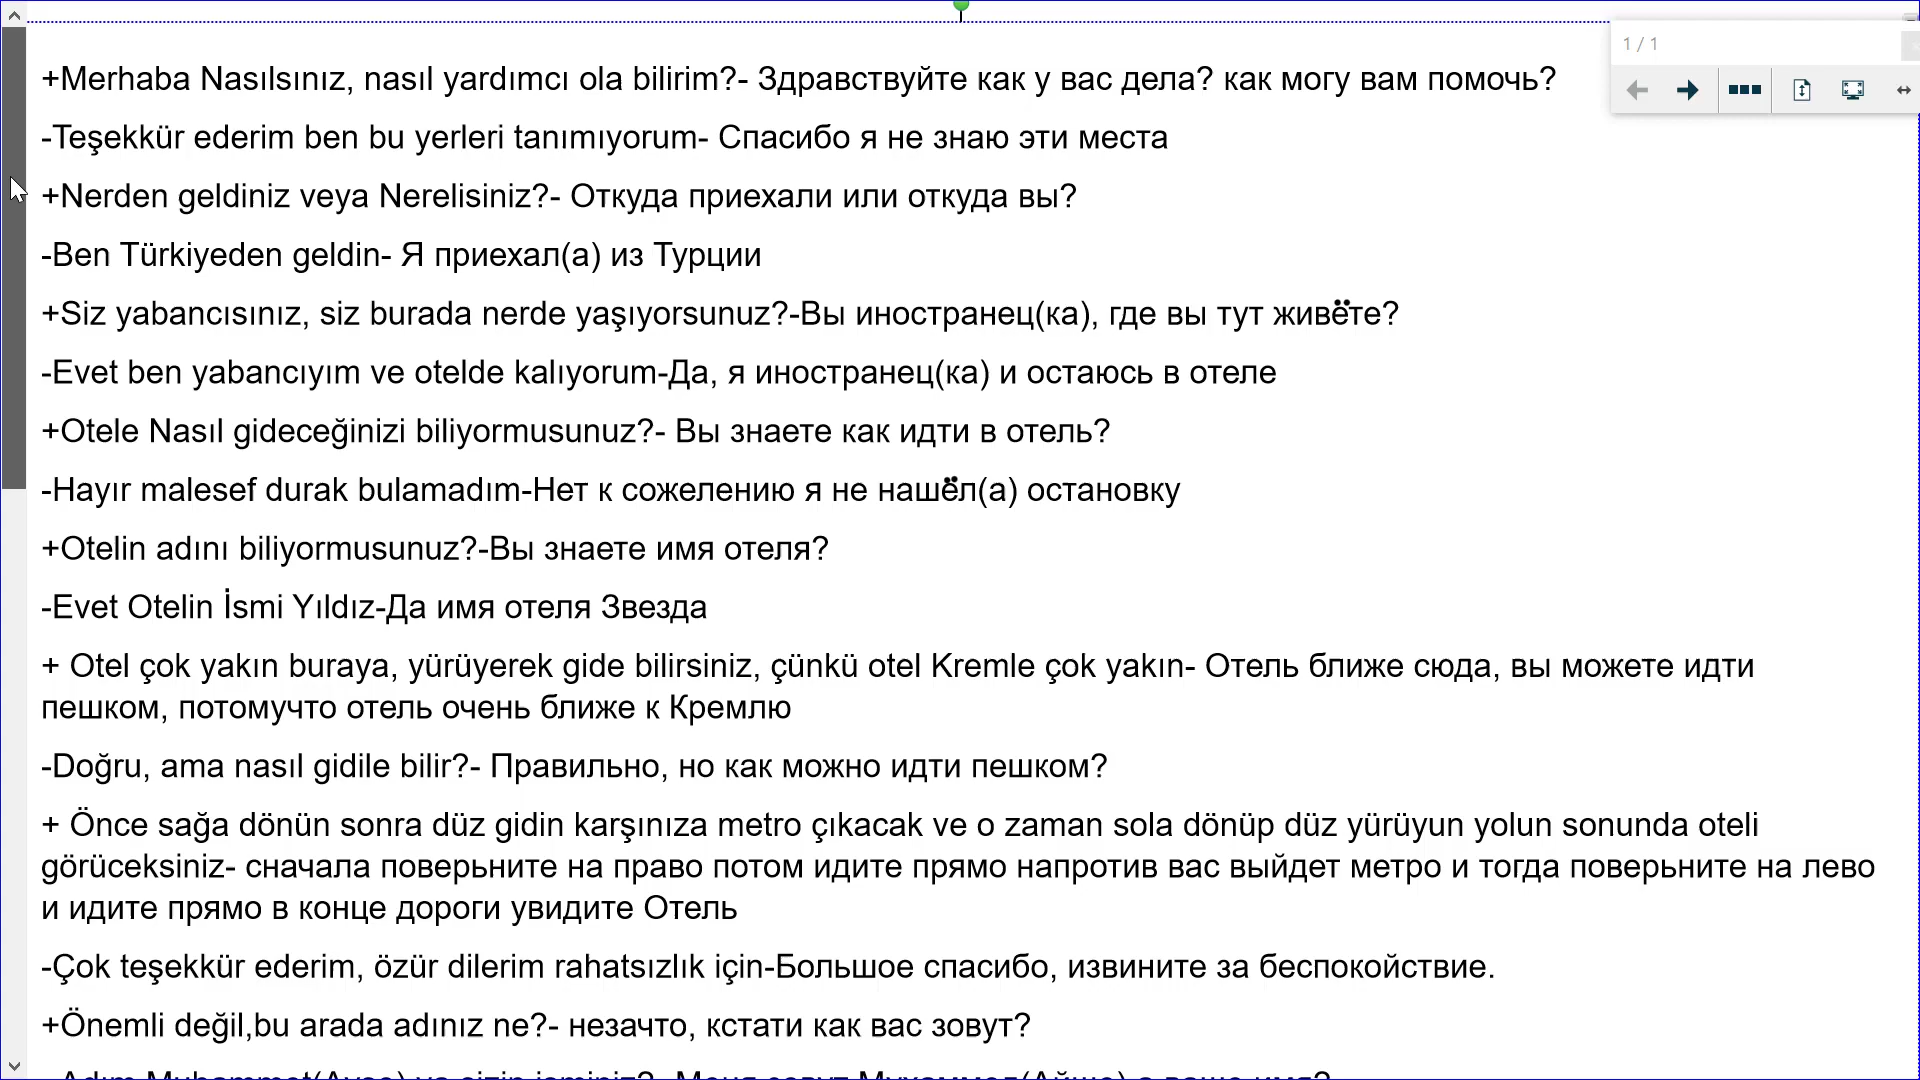 1 / 1
+Merhaba Nasılsınız, nasıl yardımcı ola bilirim?- Здравствуйте как у вас дела? как могу вам помочь?
-Teşekkür ederim ben bu yerleri tanımıyorum- Спасибо я не знаю эти места
+Nerden geldiniz veya Nerelisiniz?- Откуда приехали или откуда вы?
-Ben Türkiyeden geldin- Я приехал(а) из Турции
+Siz yabancısınız, siz burada nerde yaşıyorsunuz?-Вы иностранец(ка), где вы тут живёте?
-Evet ben yabancıyım ve otelde kalıyorum-Да, я иностранец(ка) и остаюсь в отеле
+Otele Nasıl gideceğinizi biliyormusunuz?- Вы знаете как идти в отель?
-Hayır malesef durak bulamadım-Нет к сожелению я не нашёл(а) остановку
+Otelin adını biliyormusunuz?-Вы знаете имя отеля?
-Evet Otelin İsmi Yıldız-Да имя отеля Звезда
+ Otel çok yakın buraya, yürüyerek gide bilirsiniz, çünkü otel Kremle çok yakın- Отель ближе сюда, вы можете идти
пешком, потомучто отель очень ближе к Кремлю
-Doğru, ama nasıl gidile bilir?- Правильно, но как можно идти пешком?
+ Önce sağa dönün sonra düz gidin karşınıza metro çıkacak ve o zaman sola dönüp düz yürüyun yolun sonunda oteli
görüceksiniz- сначала поверьните на право потом идите прямо напротив вас выйдет метро и тогда поверьните на лево
и идите прямо в конце дороги увидите Отель
-Çok teşekkür ederim, özür dilerim rahatsızlık için-Большое спасибо, извините за беспокойствие.
+Önemli değil,bu arada adınız ne?- незачто, кстати как вас зовут?